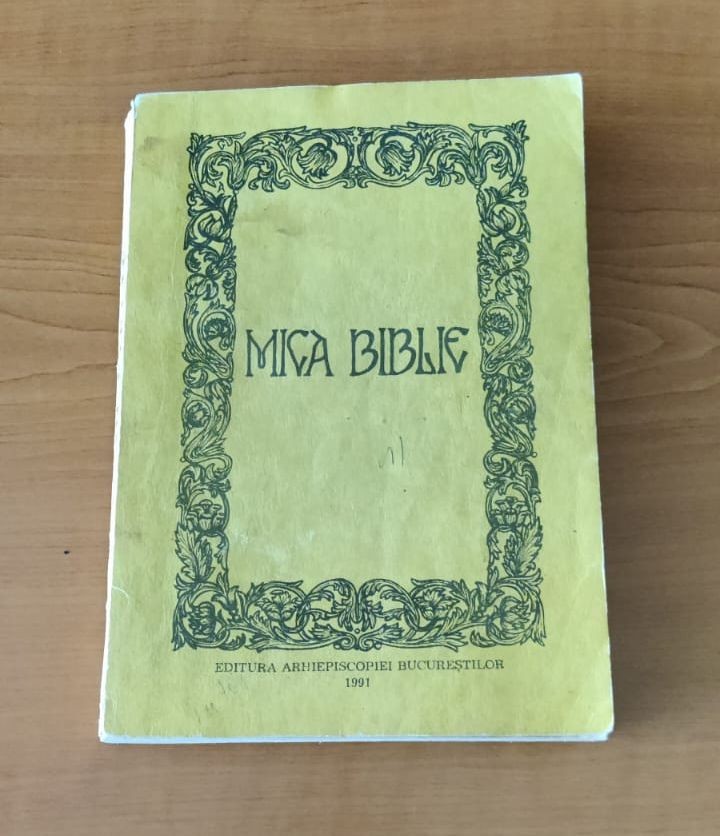 MICA BIBLIE
EDITURA ARHIEPISCOPIEI BUCUREȘTILOR
1991